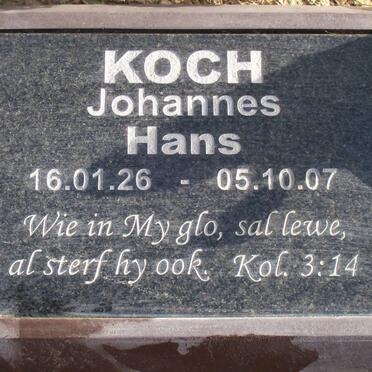 KOCH
Johannes
Hans
16.01.26 - 05.10.07
Wie in My glo, sal lewe,
al sterf hy ook. Kol. 3:14